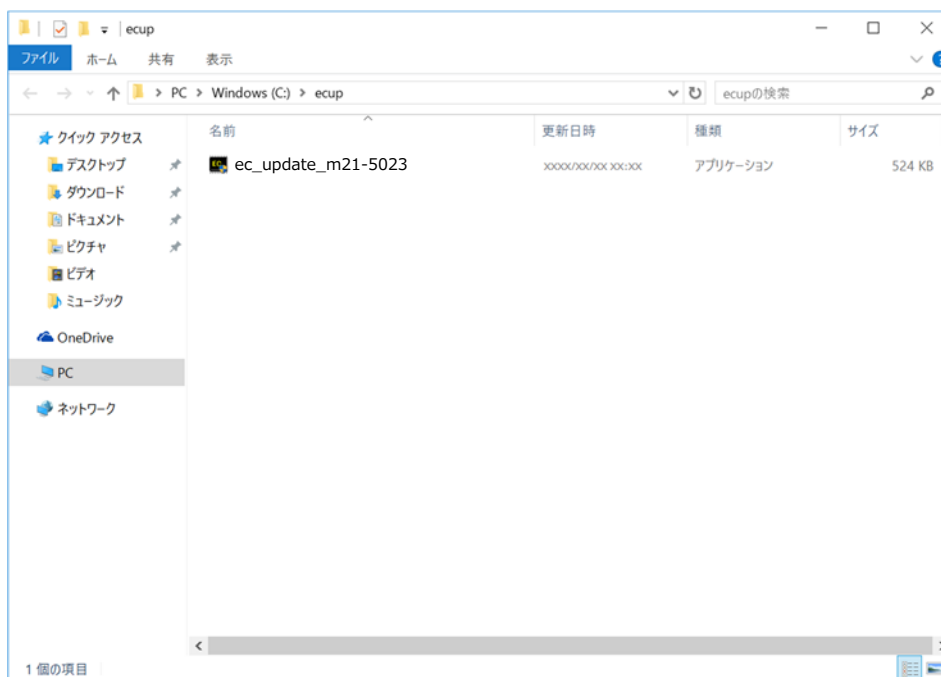 ecup
ファイル ホーム 共有 表示
PC > Windows (C:) > ecup
ecupの検索
名前 更新日時 種類 サイズ
クイック アクセス
ec_update_m21-5023 xxxx/xx/xx xx:xx アプリケーション 524 KB
デスクトップ
ダウンロード
ドキュメント
ピクチャ
ビデオ
ミュージック
OneDrive
PC
ネットワーク
1 個の項目